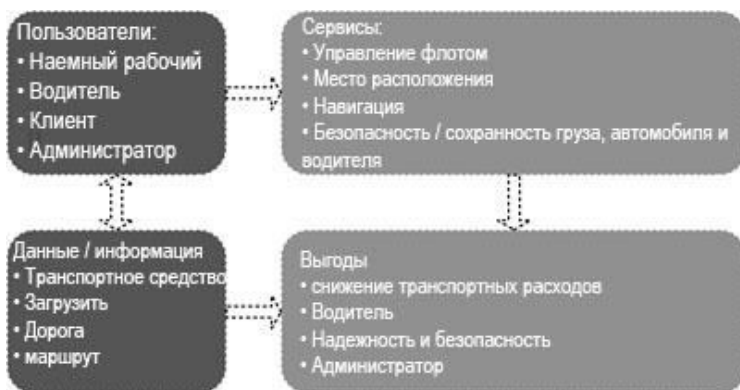 Пользователи:
• Наемный рабочий
• Водитель
• Клиент
• Администратор
Сервисы:
• Управление флотом
• Место расположения
• Навигация
• Безопасность / сохранность груза, автомобиля и
водителя
Данные / информация
• Транспортное средство
• Загрузить
• Дорога
• маршрут
Выгоды
• снижение транспортных расходов
• Водитель
• Надежность и безопасность
• Администратор